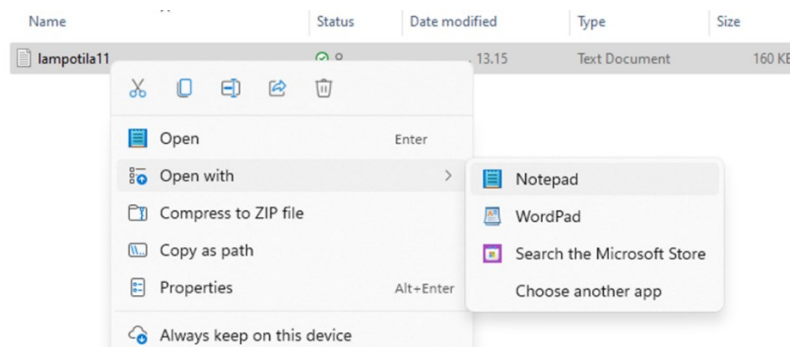 Name Status Date modified Type Size
lampotila11 13.15 Text Document 160 KB
Open Enter
Open with
Notepad
Compress to ZIP file
WordPad
Copy as path
Search the Microsoft Store
Properties Alt+Enter
Choose another app
Always keep on this device